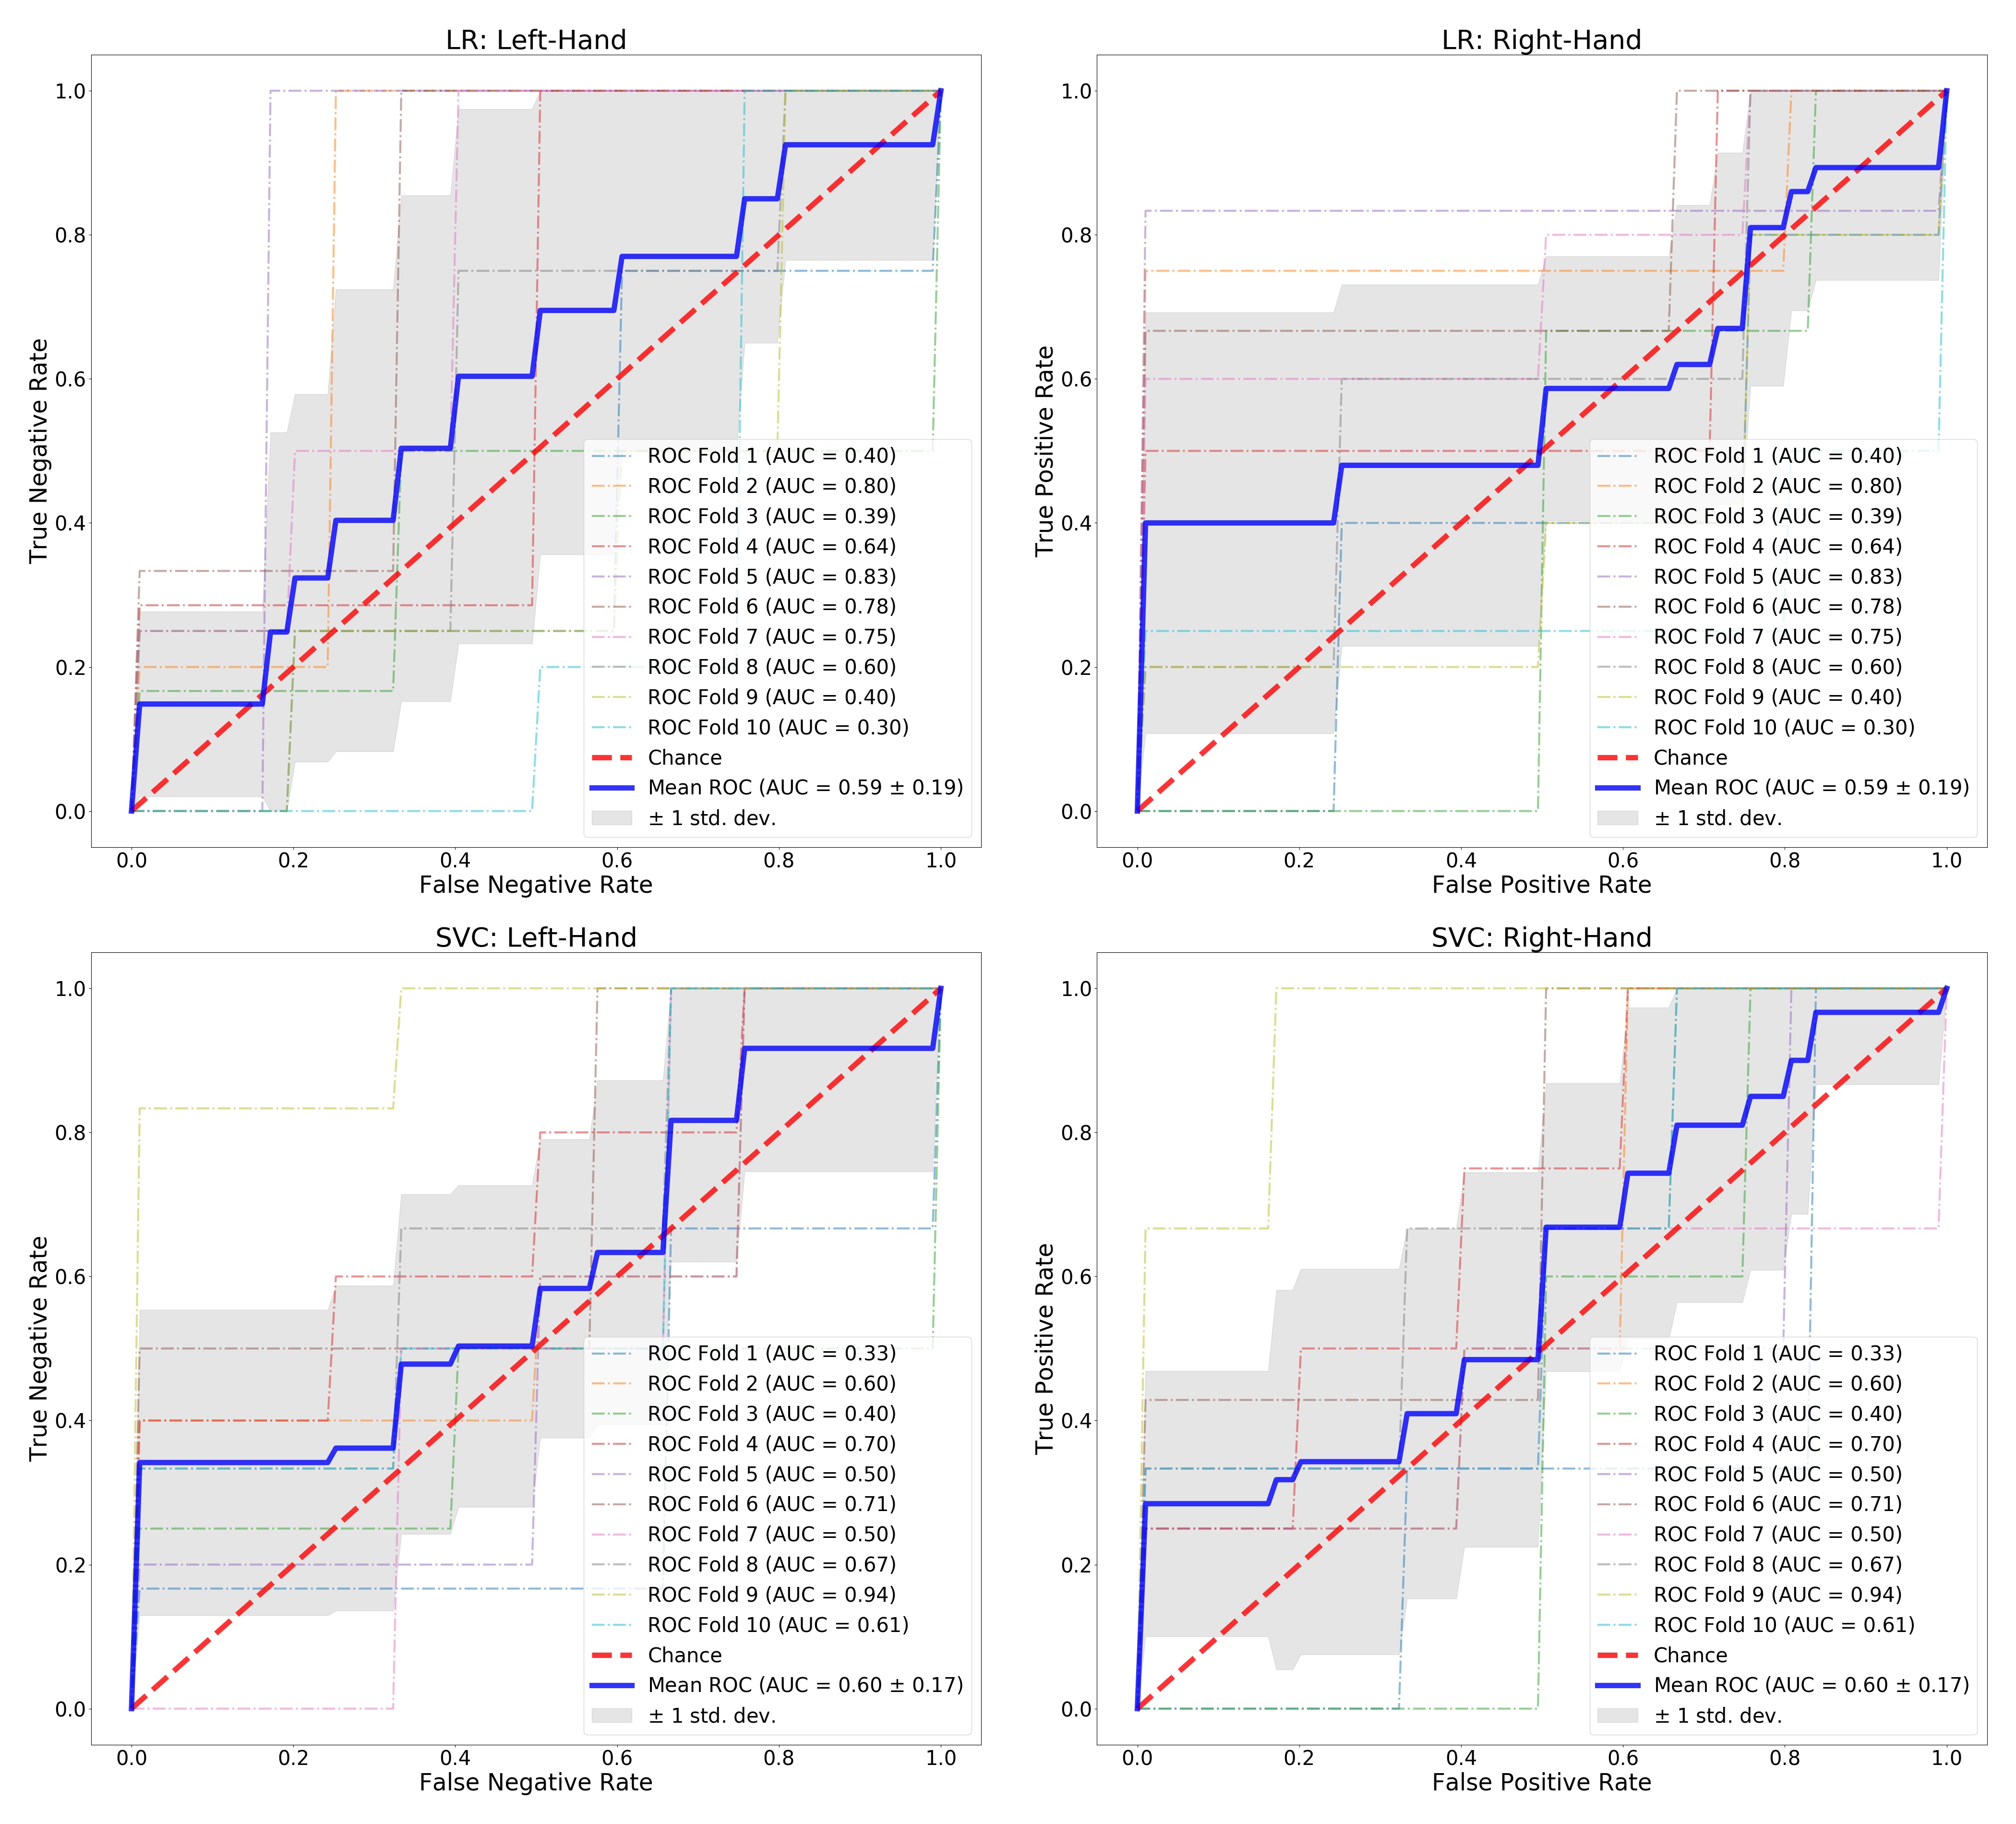 LR: Left-Hand
True Negative Rate
1.0
0.8
0.6
0.4
0.2
0.0
ROC Fold 1 (AUC = 0.40)
ROC Fold 2 (AUC = 0.80)
ROC Fold 3 (AUC = 0.39)
ROC Fold 4 (AUC = 0.64)
ROC Fold 5 (AUC = 0.83)
ROC Fold 6 (AUC = 0.78)
ROC Fold 7 (AUC = 0.75)
ROC Fold 8 (AUC = 0.60)
ROC Fold 9 (AUC = 0.40)
ROC Fold 10 (AUC = 0.30)
Chance
Mean ROC (AUC = 0.59 ± 0.19)
± 1 std. dev.
0.0 0.2 0.4 0.6 0.8 1.0
False Negative Rate
LR: Right-Hand
True Positive Rate
1.0
0.8
0.6
0.4
0.2
0.0
ROC Fold 1 (AUC = 0.40)
ROC Fold 2 (AUC = 0.80)
ROC Fold 3 (AUC = 0.39)
ROC Fold 4 (AUC = 0.64)
ROC Fold 5 (AUC = 0.83)
ROC Fold 6 (AUC = 0.78)
ROC Fold 7 (AUC = 0.75)
ROC Fold 8 (AUC = 0.60)
ROC Fold 9 (AUC = 0.40)
ROC Fold 10 (AUC = 0.30)
Chance
Mean ROC (AUC = 0.59 ± 0.19)
± 1 std. dev.
0.0 0.2 0.4 0.6 0.8 1.0
False Positive Rate
SVC: Left-Hand
True Negative Rate
1.0
0.8
0.6
0.4
0.2
0.0
ROC Fold 1 (AUC = 0.33)
ROC Fold 2 (AUC = 0.60)
ROC Fold 3 (AUC = 0.40)
ROC Fold 4 (AUC = 0.70)
ROC Fold 5 (AUC = 0.50)
ROC Fold 6 (AUC = 0.71)
ROC Fold 7 (AUC = 0.50)
ROC Fold 8 (AUC = 0.67)
ROC Fold 9 (AUC = 0.94)
ROC Fold 10 (AUC = 0.61)
Chance
Mean ROC (AUC = 0.60 ± 0.17)
± 1 std. dev.
0.0 0.2 0.4 0.6 0.8 1.0
False Negative Rate
SVC: Right-Hand
True Positive Rate
1.0
0.8
0.6
0.4
0.2
0.0
ROC Fold 1 (AUC = 0.33)
ROC Fold 2 (AUC = 0.60)
ROC Fold 3 (AUC = 0.40)
ROC Fold 4 (AUC = 0.70)
ROC Fold 5 (AUC = 0.50)
ROC Fold 6 (AUC = 0.71)
ROC Fold 7 (AUC = 0.50)
ROC Fold 8 (AUC = 0.67)
ROC Fold 9 (AUC = 0.94)
ROC Fold 10 (AUC = 0.61)
Chance
Mean ROC (AUC = 0.60 ± 0.17)
± 1 std. dev.
0.0 0.2 0.4 0.6 0.8 1.0
False Positive Rate